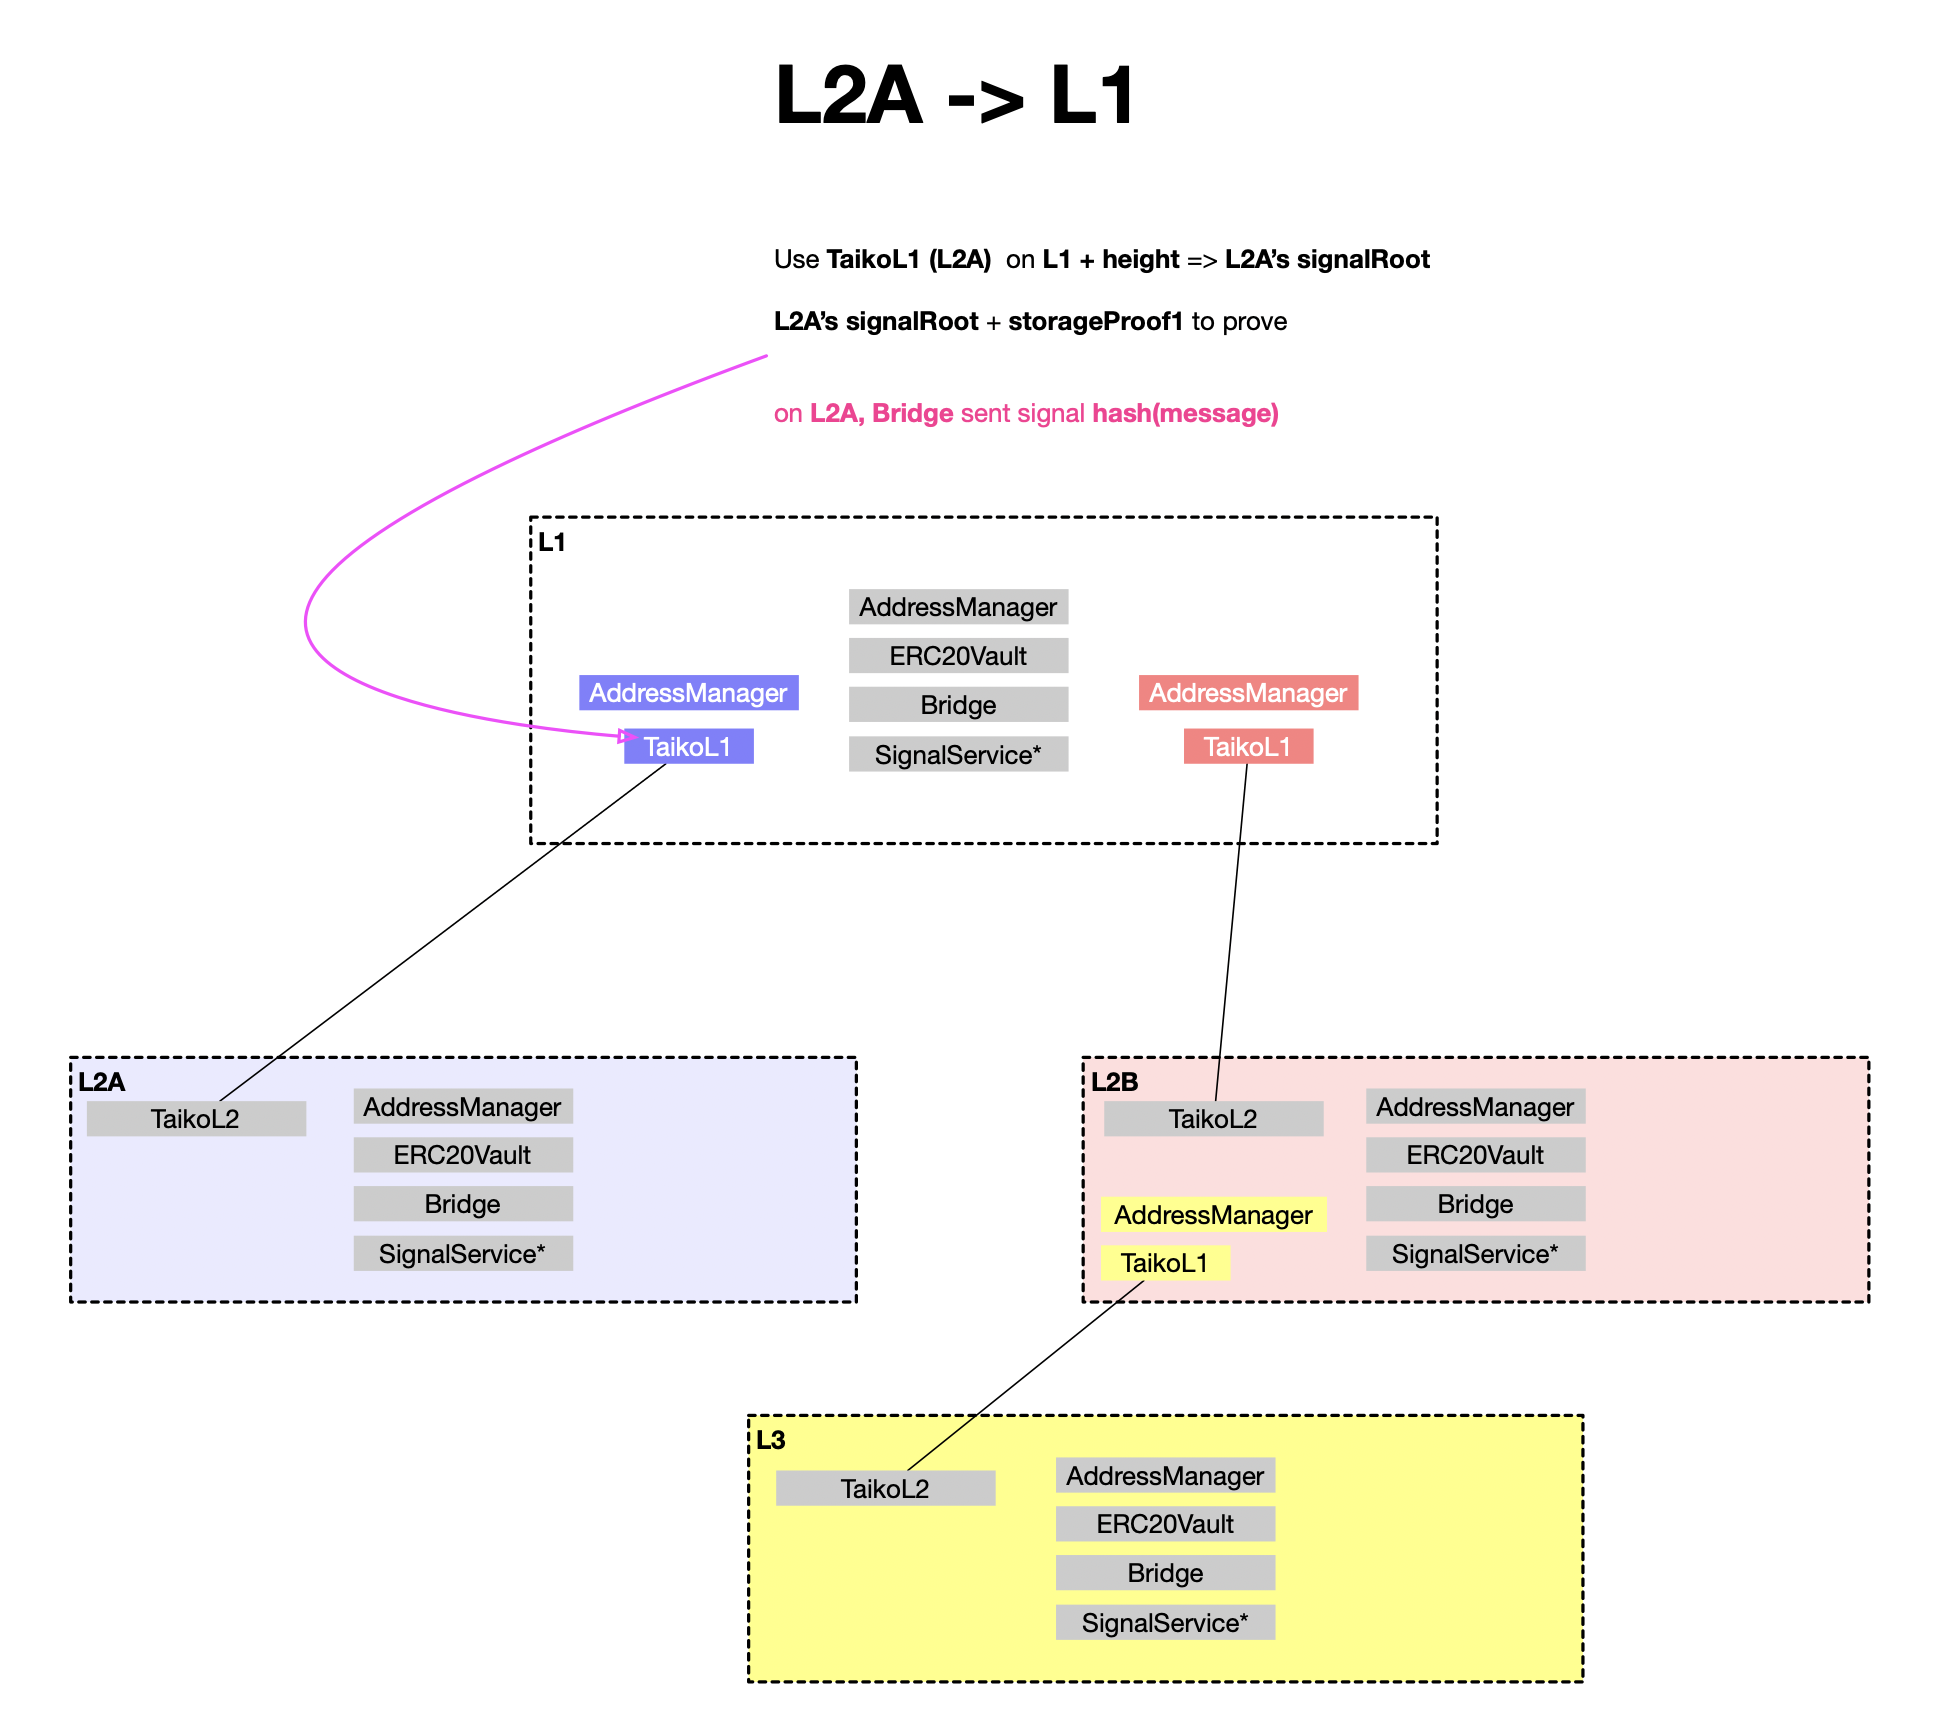 L2A -> L1
Use TaikoL1 (L2A) on L1 + height => L2A’s signalRoot
L2A’s signalRoot + storageProof1 to prove
on L2A, Bridge sent signal hash(message)
L1
AddressManager
ERC20Vault
Bridge
SignalService*
AddressManager
TaikoL1
AddressManager
TaikoL1
L2A
TaikoL2
AddressManager
ERC20Vault
Bridge
SignalService*
L2B
TaikoL2
AddressManager
TaikoL1
AddressManager
ERC20Vault
Bridge
SignalService*
L3
TaikoL2
AddressManager
ERC20Vault
Bridge
SignalService*